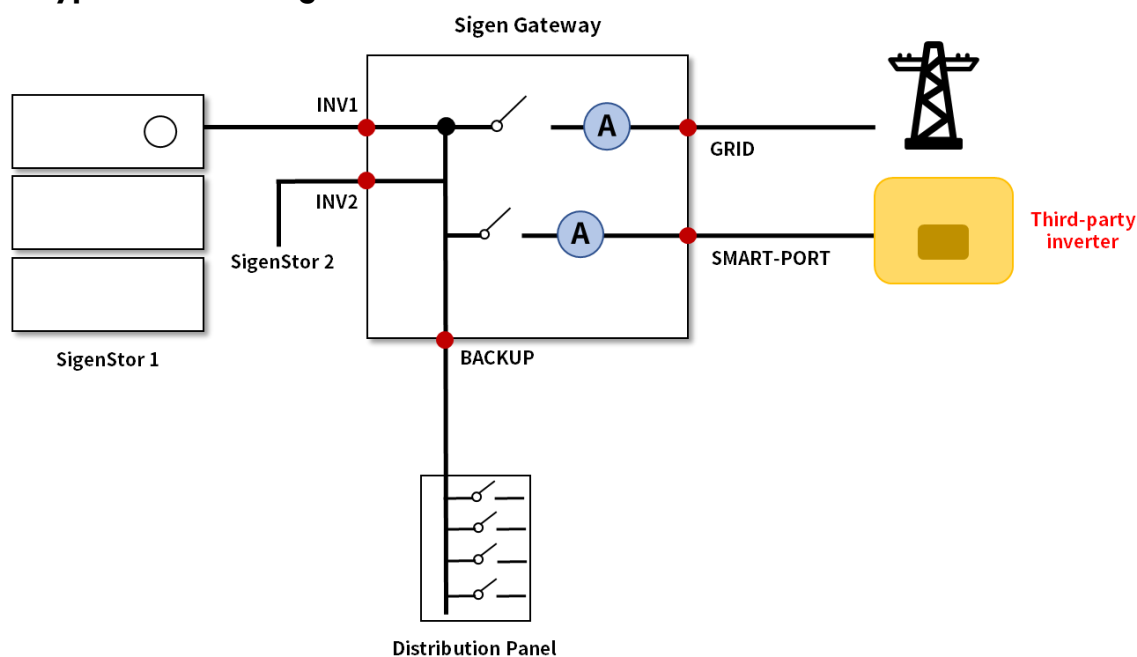 Sigen Gateway
INV1
A
GRID
INV2
A
Third-party
inverter
SigenStor 2
SMART-PORT
SigenStor 1
BACKUP
Distribution Panel